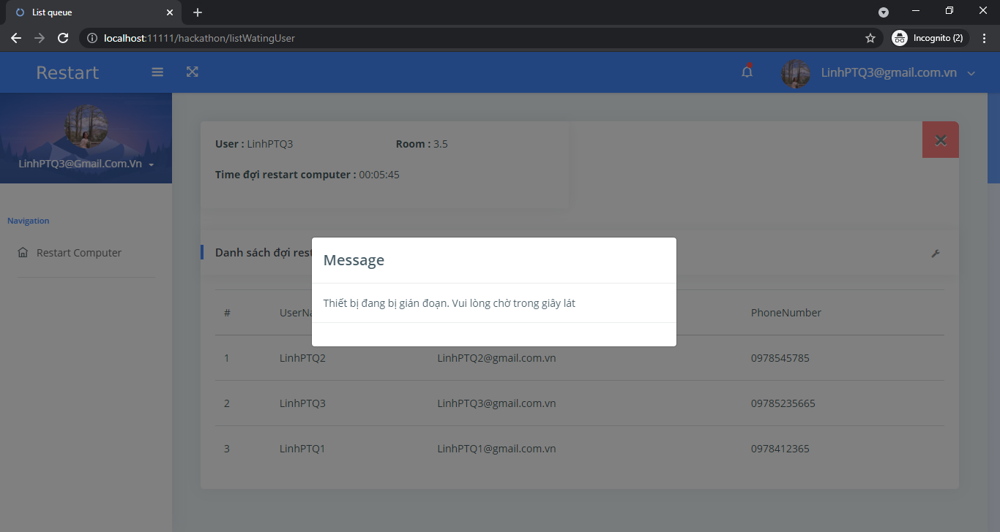 List queue
localhost:11111/hackathon/listWatingUser
Incognito (2)
Restart
LinhPTQ3@gmail.com.vn
LinhPTQ3@Gmail.Com.Vn
Navigation
Restart Computer
User : LinhPTQ3 Room : 3.5
Time đợi restart computer : 00:05:45
Danh sách đợi rest
Message
Thiết bị đang bị gián đoạn. Vui lòng chờ trong giây lát
# UserNa PhoneNumber
1 LinhPTQ2 LinhPTQ2@gmail.com.vn 0978545785
2 LinhPTQ3 LinhPTQ3@gmail.com.vn 09785235665
3 LinhPTQ1 LinhPTQ1@gmail.com.vn 0978412365